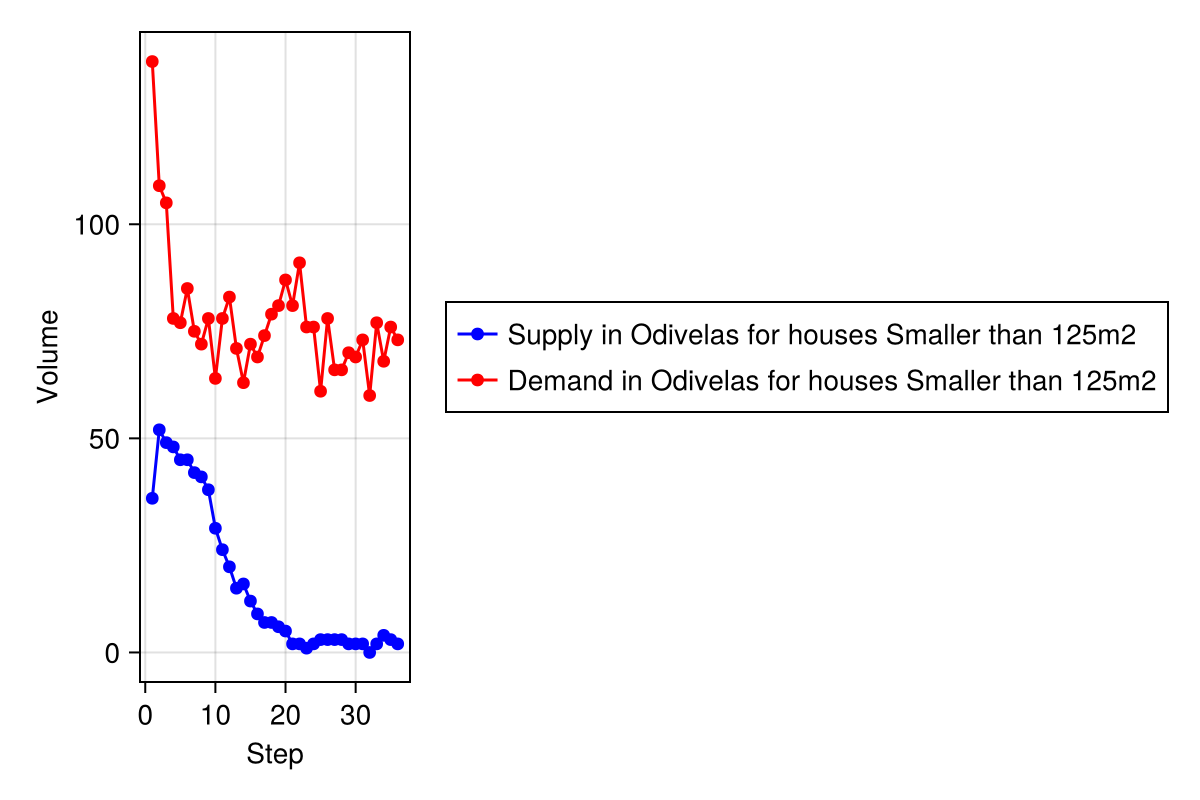 Volume
100
50
0
0 10 20 30
Step
Supply in Odivelas for houses Smaller than 125m2
Demand in Odivelas for houses Smaller than 125m2